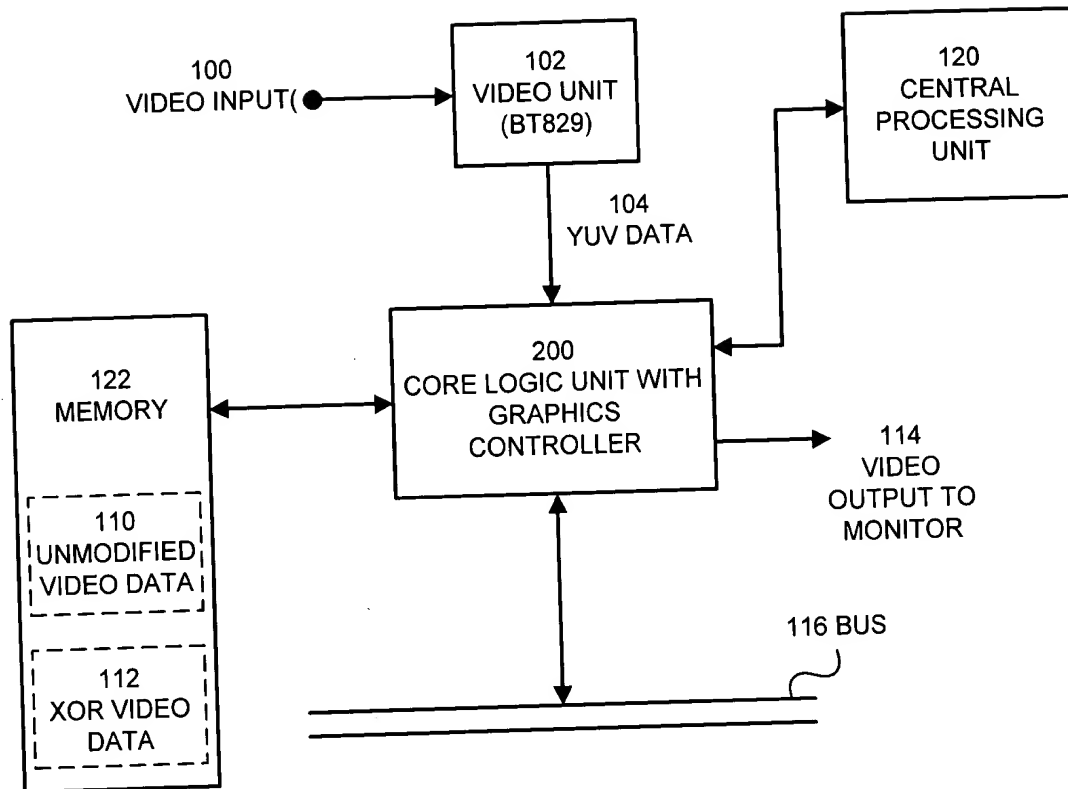 100
VIDEO INPUT(
102
VIDEO UNIT
(BT829)
120
CENTRAL
PROCESSING
UNIT
104
YUV DATA
200
CORE LOGIC UNIT WITH
GRAPHICS
CONTROLLER
122
MEMORY
114
VIDEO
OUTPUT TO
MONITOR
110
UNMODIFIED
VIDEO DATA
116 BUS
112
XOR VIDEO
DATA